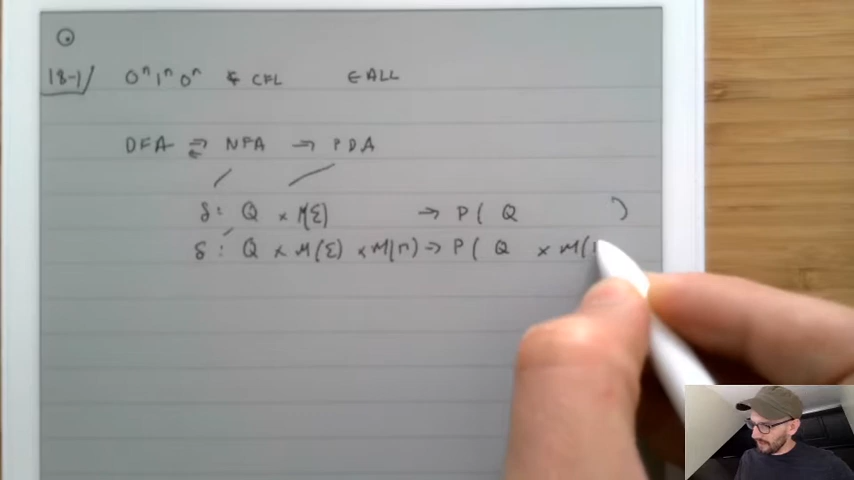 18-1/ 0ⁿ1ⁿ0ⁿ ∉ CFL ∈ ALL
DFA ⇌ NFA → PDA
δ: Q × M(Σ) → P( Q )
δ: Q × M(Σ) × M(Γ) → P( Q × M(